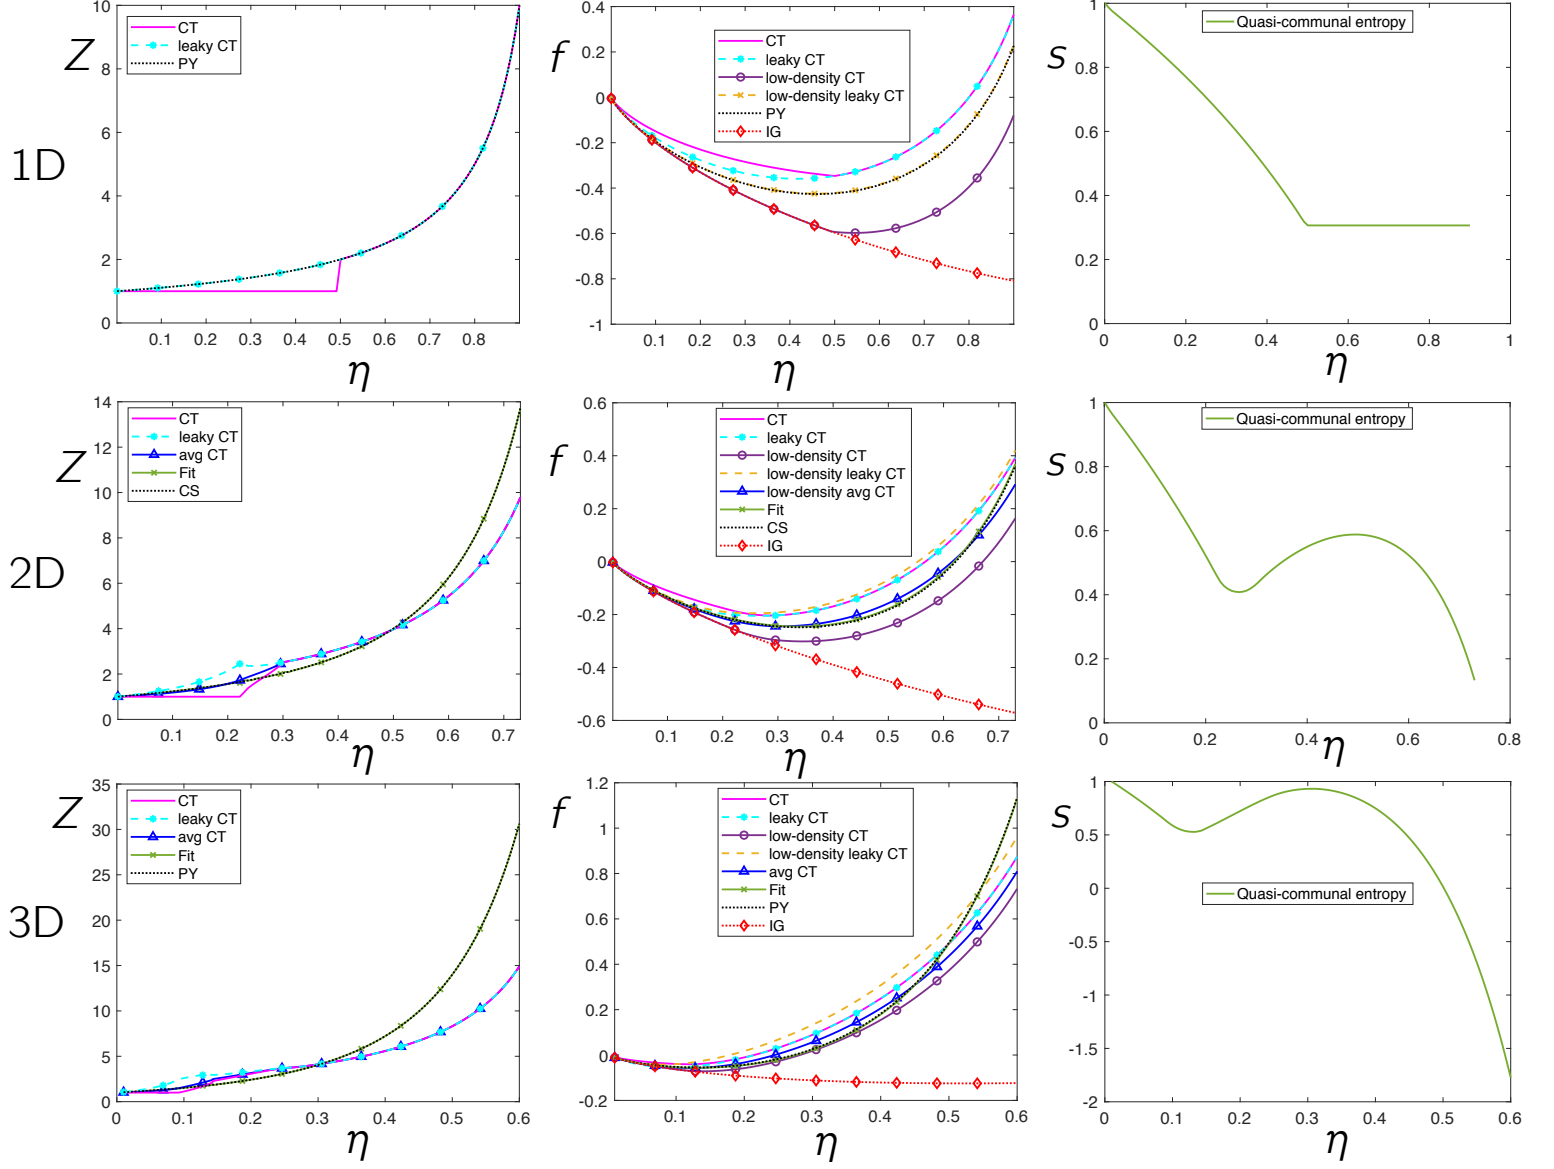 1D
Z
10
8
6
4
2
0
0.1 0.2 0.3 0.4 0.5 0.6 0.7 0.8
η
CT
leaky CT
PY
f
0.4
0.2
0
-0.2
-0.4
-0.6
-0.8
-1
0.1 0.2 0.3 0.4 0.5 0.6 0.7 0.8
η
CT
leaky CT
low-density CT
low-density leaky CT
PY
IG
S
1
0.8
0.6
0.4
0.2
0
0 0.2 0.4 0.6 0.8 1
η
Quasi-communal entropy
2D
Z
14
12
10
8
6
4
2
0
0.1 0.2 0.3 0.4 0.5 0.6 0.7
η
CT
leaky CT
avg CT
Fit
CS
f
0.6
0.4
0.2
0
-0.2
-0.4
-0.6
0.1 0.2 0.3 0.4 0.5 0.6 0.7
η
CT
leaky CT
low-density CT
low-density leaky CT
low-density avg CT
Fit
CS
IG
S
1
0.8
0.6
0.4
0.2
0
0 0.2 0.4 0.6 0.8
η
Quasi-communal entropy
3D
Z
35
30
25
20
15
10
5
0
0 0.1 0.2 0.3 0.4 0.5 0.6
η
CT
leaky CT
avg CT
Fit
PY
f
1.2
1
0.8
0.6
0.4
0.2
0
-0.2
0.1 0.2 0.3 0.4 0.5 0.6
η
CT
leaky CT
low-density CT
low-density leaky CT
avg CT
Fit
PY
IG
S
1
0.5
0
-0.5
-1
-1.5
-2
0 0.1 0.2 0.3 0.4 0.5 0.6
η
Quasi-communal entropy